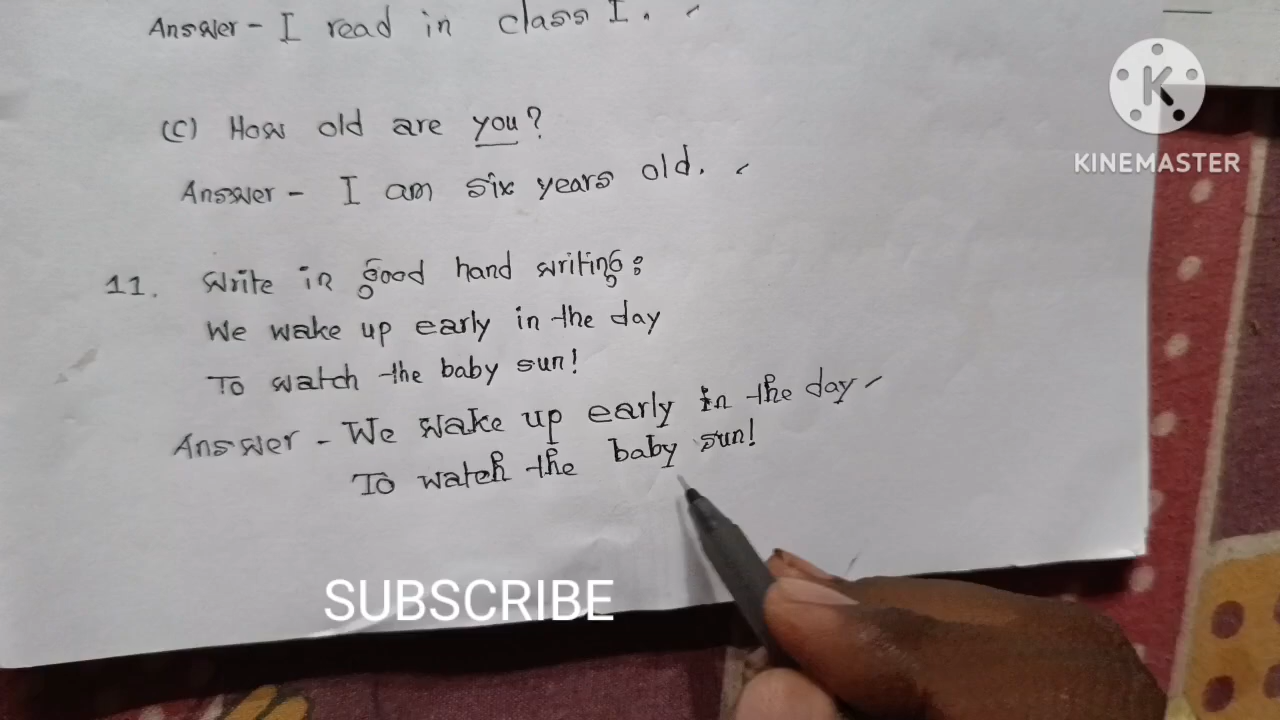 Answer - I read in class I.
KINEMASTER
(C) How old are you?
Answer - I am six years old.
11. Write in good hand writing:
We wake up early in the day
To watch the baby sun!
Answer - We wake up early in the day
To watch the baby sun!
SUBSCRIBE